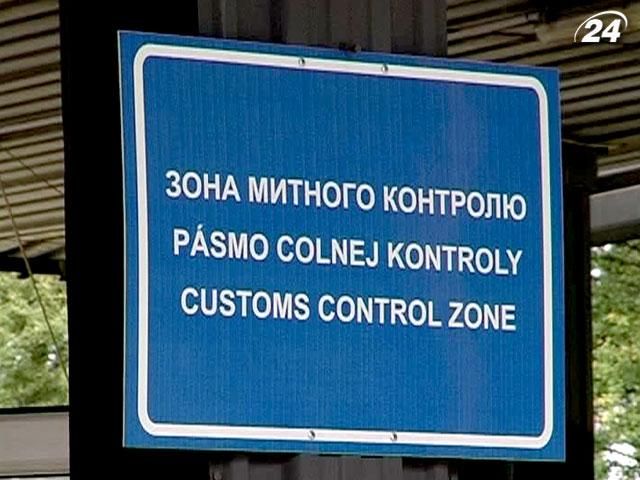 24
ЗОНА МИТНОГО КОНТРОЛЮ
PÁSMO COLNEJ KONTROLY
CUSTOMS CONTROL ZONE